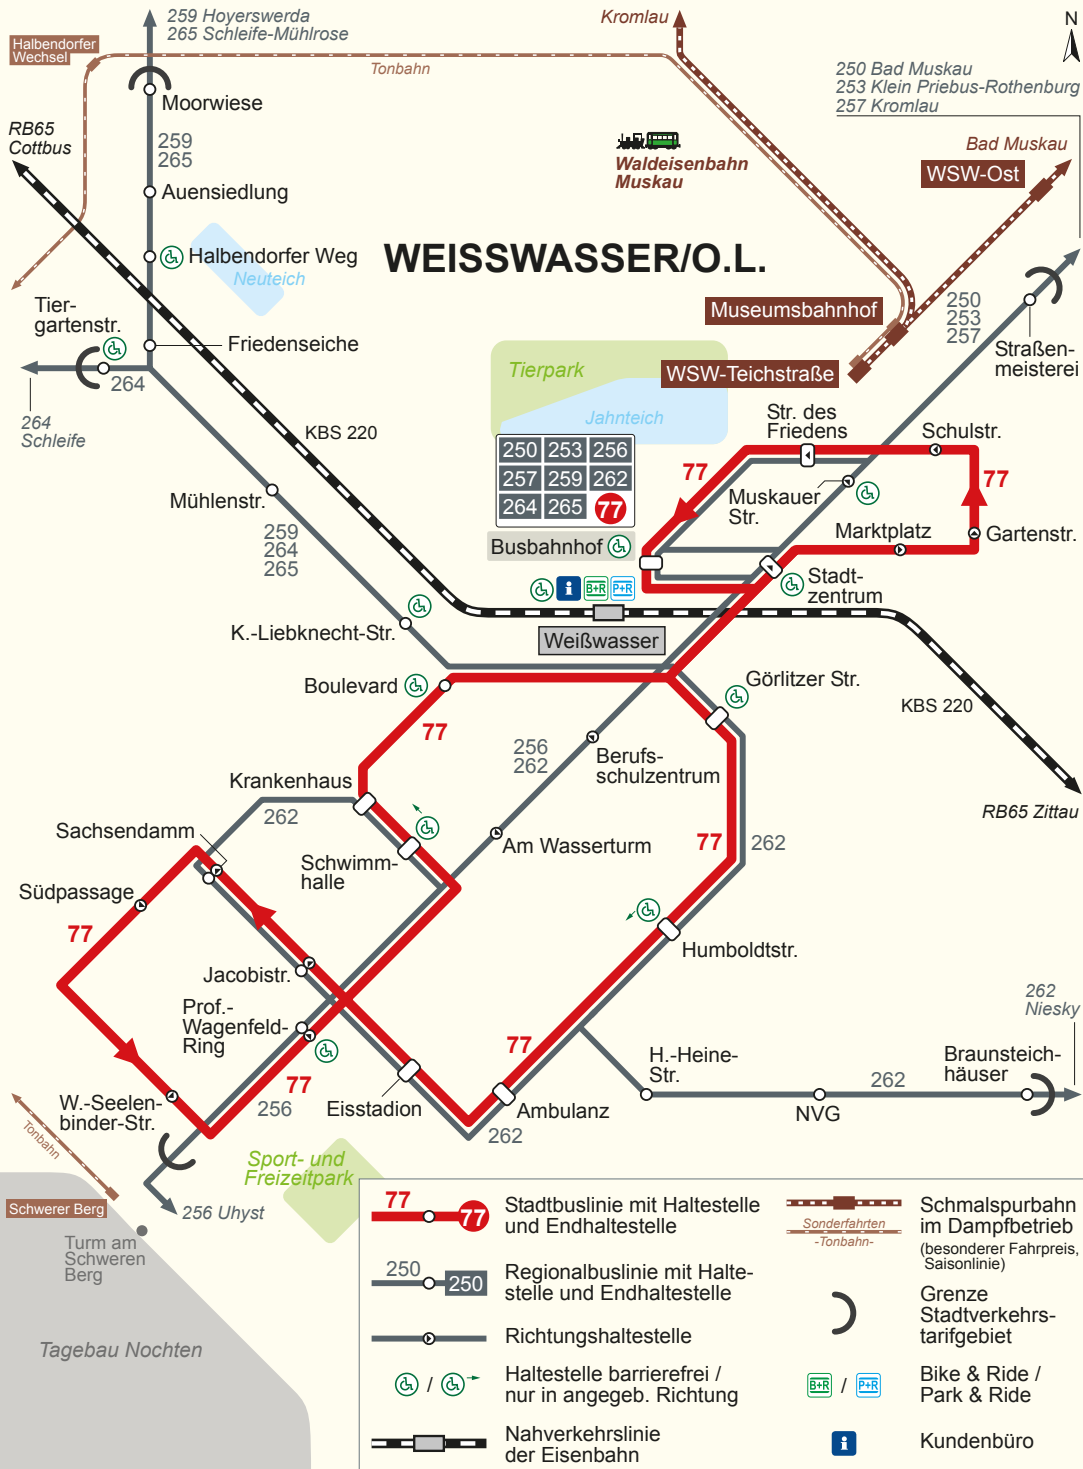 259 Hoyerswerda
265 Schleife-Mühlrose
Kromlau
N
Halbendorfer
Wechsel
Tonbahn
250 Bad Muskau
253 Klein Priebus-Rothenburg
257 Kromlau
Moorwiese
RB65
Cottbus
259
265
Waldeisenbahn
Muskau
Bad Muskau
WSW-Ost
Auensiedlung
Halbendorfer Weg
Neuteich
WEISSWASSER/O.L.
Museumsbahnhof
250
253
257
Tier-
gartenstr.
Friedenseiche
Straßen-
meisterei
264
Tierpark
WSW-Teichstraße
264
Schleife
KBS 220
Jahnteich
Str. des
Friedens
Schulstr.
250 253 256
257 259 262
264 265 77
77
77
Mühlenstr.
Muskauer
Str.
Marktplatz
Gartenstr.
259
264
265
Busbahnhof
i
B+R
P+R
Stadt-
zentrum
K.-Liebknecht-Str.
Weißwasser
Boulevard
Görlitzer Str.
KBS 220
77
256
262
Berufs-
schulzentrum
Krankenhaus
262
RB65 Zittau
Sachsendamm
Am Wasserturm
77
262
Schwimm-
halle
Südpassage
77
Humboldtstr.
Jacobistr.
262
Niesky
Prof.-
Wagenfeld-
Ring
77
H.-Heine-
Str.
Braunsteich-
häuser
77
262
W.-Seelen-
binder-Str.
256
Eisstadion
Ambulanz
NVG
262
Tonbahn
Sport- und
Freizeitpark
Schwerer Berg
256 Uhyst
Turm am
Schweren
Berg
Tagebau Nochten
77
77
Stadtbuslinie mit Haltestelle
und Endhaltestelle
250
250
Regionalbuslinie mit Halte-
stelle und Endhaltestelle
Richtungshaltestelle
/
Haltestelle barrierefrei /
nur in angegeb. Richtung
Nahverkehrslinie
der Eisenbahn
Sonderfahrten
-Tonbahn-
Schmalspurbahn
im Dampfbetrieb
(besonderer Fahrpreis,
Saisonlinie)
Grenze
Stadtverkehrs-
tarifgebiet
B+R / P+R
Bike & Ride /
Park & Ride
i
Kundenbüro